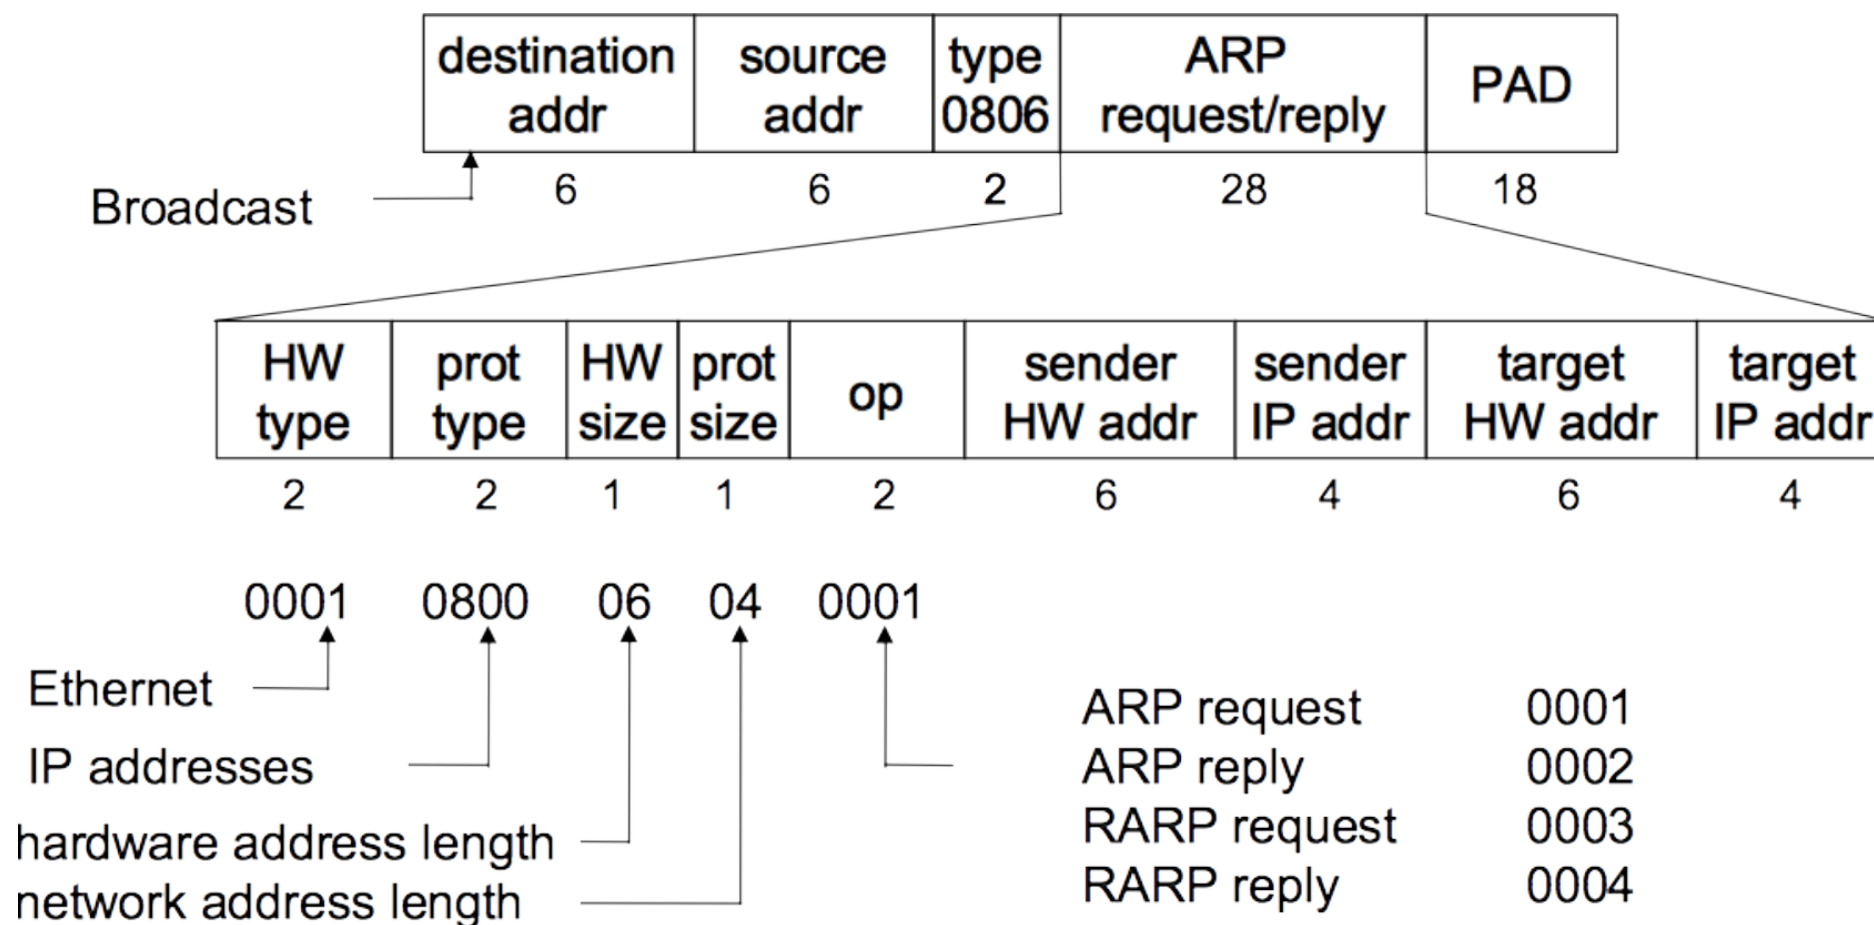 destination addr source addr type 0806 ARP request/reply PAD
Broadcast 6 6 2 28 18
HW type prot type HW size prot size op sender HW addr sender IP addr target HW addr target IP addr
2 2 1 1 2 6 4 6 4
0001 0800 06 04 0001
Ethernet
IP addresses
hardware address length
network address length
ARP request 0001
ARP reply 0002
RARP request 0003
RARP reply 0004